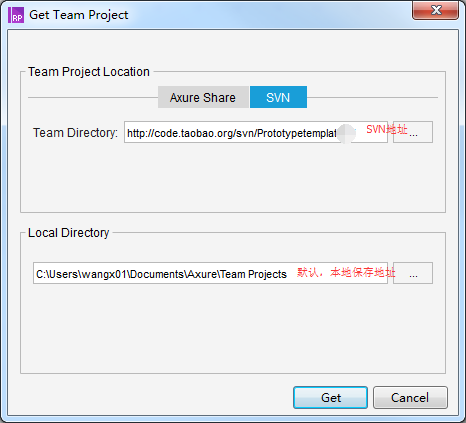 RP
Get Team Project
Team Project Location
Axure Share
SVN
Team Directory:
http://code.taobao.org/svn/Prototypetemplat
SVN地址
...
Local Directory
C:\Users\wangx01\Documents\Axure\Team Projects
默认，本地保存地址
...
Get
Cancel